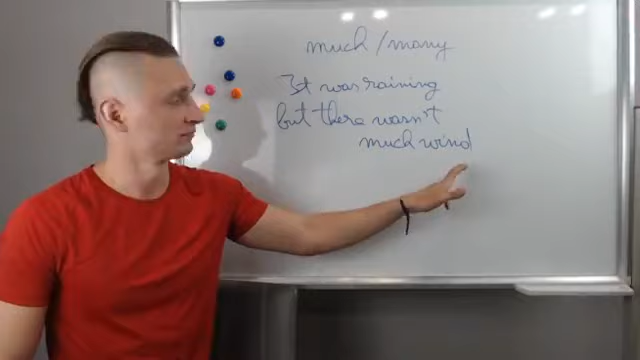 much / many
It was raining
but there wasn't
much wind